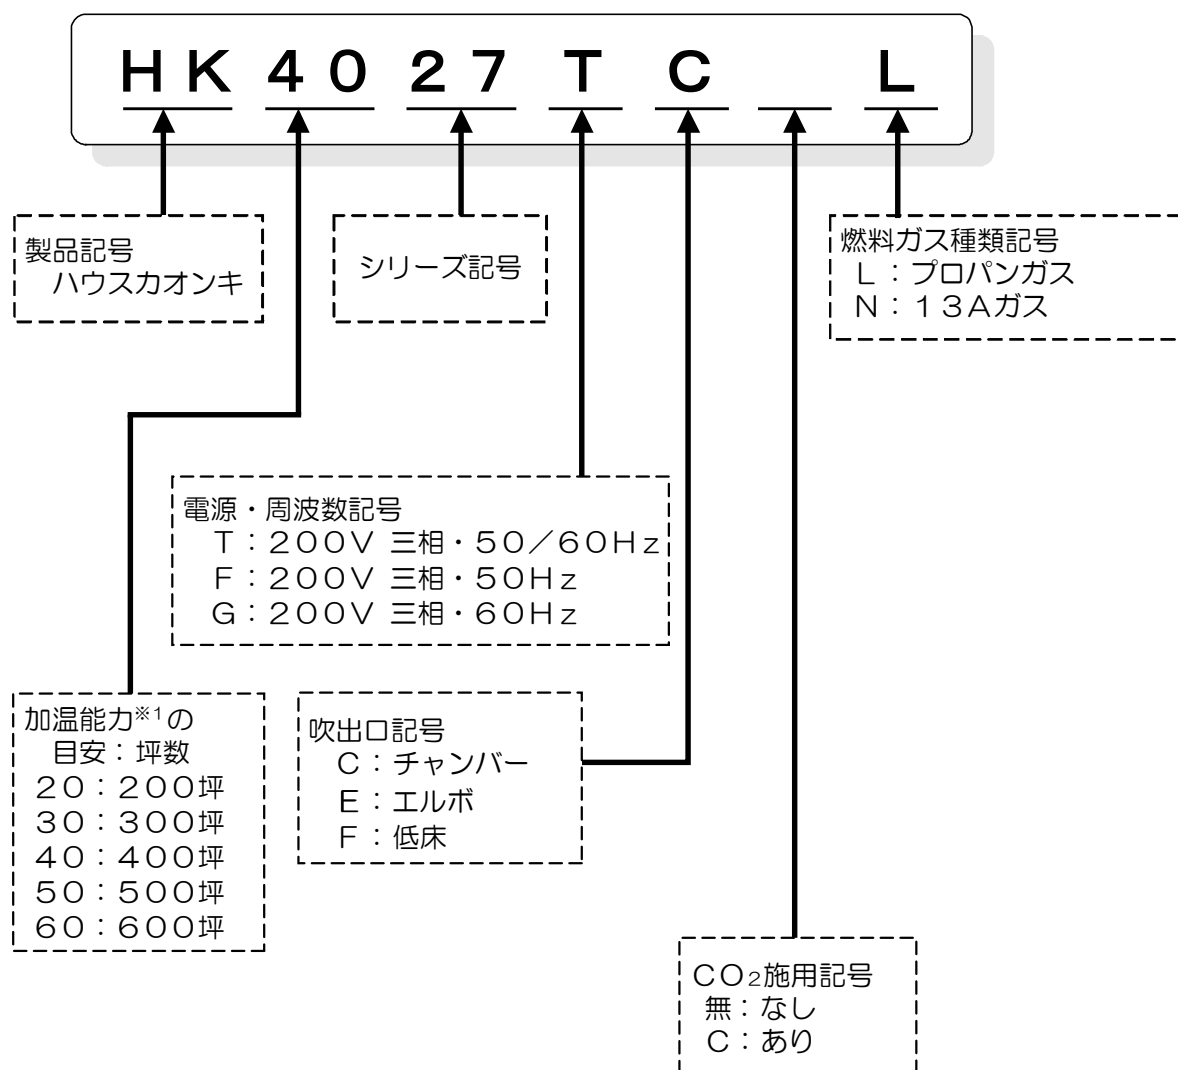 ＨＫ４０２７ＴＣ　Ｌ
製品記号
ハウスカオンキ
シリーズ記号
燃料ガス種類記号
Ｌ：プロパンガス
Ｎ：１３Ａガス
電源・周波数記号
Ｔ：２００Ｖ 三相・５０／６０Ｈｚ
Ｆ：２００Ｖ 三相・５０Ｈｚ
Ｇ：２００Ｖ 三相・６０Ｈｚ
加温能力※1の
目安：坪数
２０：２００坪
３０：３００坪
４０：４００坪
５０：５００坪
６０：６００坪
吹出口記号
Ｃ：チャンバー
Ｅ：エルボ
Ｆ：低床
ＣＯ₂施用記号
無：なし
Ｃ：あり